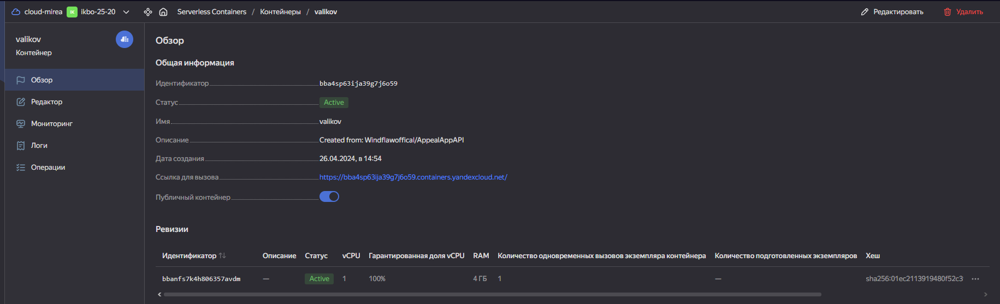 cloud-mirea IK ikbo-25-20 Serverless Containers / Контейнеры / valikov Редактировать Удалить
valikov
Контейнер
Обзор
Редактор
Мониторинг
Логи
Операции
Обзор
Общая информация
Идентификатор bba4sp63ija39g7j6o59
Статус Active
Имя valikov
Описание Created from: Windflawoffical/AppealAppAPI
Дата создания 26.04.2024, в 14:54
Ссылка для вызова https://bba4sp63ija39g7j6o59.containers.yandexcloud.net/
Публичный контейнер
Ревизии
Идентификатор Описание Статус vCPU Гарантированная доля vCPU RAM Количество одновременных вызовов экземпляра контейнера Количество подготовленных экземпляров Хеш
bbanfs7k4h806357avdm — Active 1 100% 4 ГБ 1 — sha256:01ec2113919480f52c3